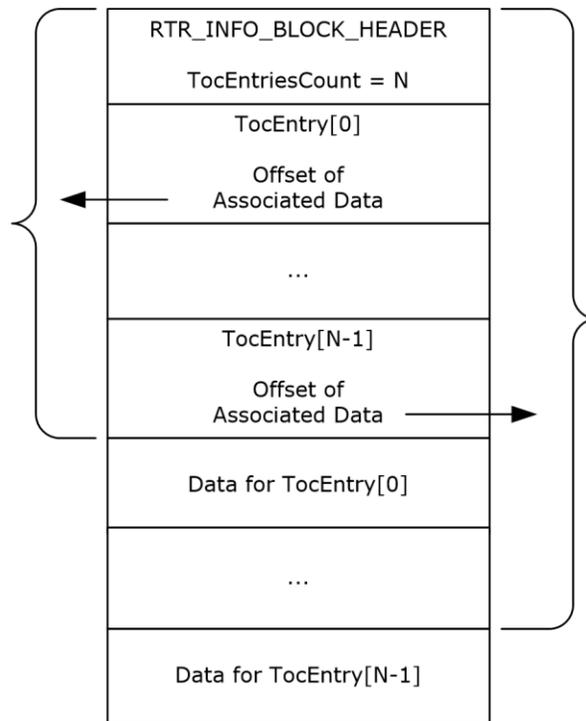 RTR_INFO_BLOCK_HEADER
TocEntriesCount = N
TocEntry[0]
Offset of
Associated Data
...
TocEntry[N-1]
Offset of
Associated Data
Data for TocEntry[0]
...
Data for TocEntry[N-1]